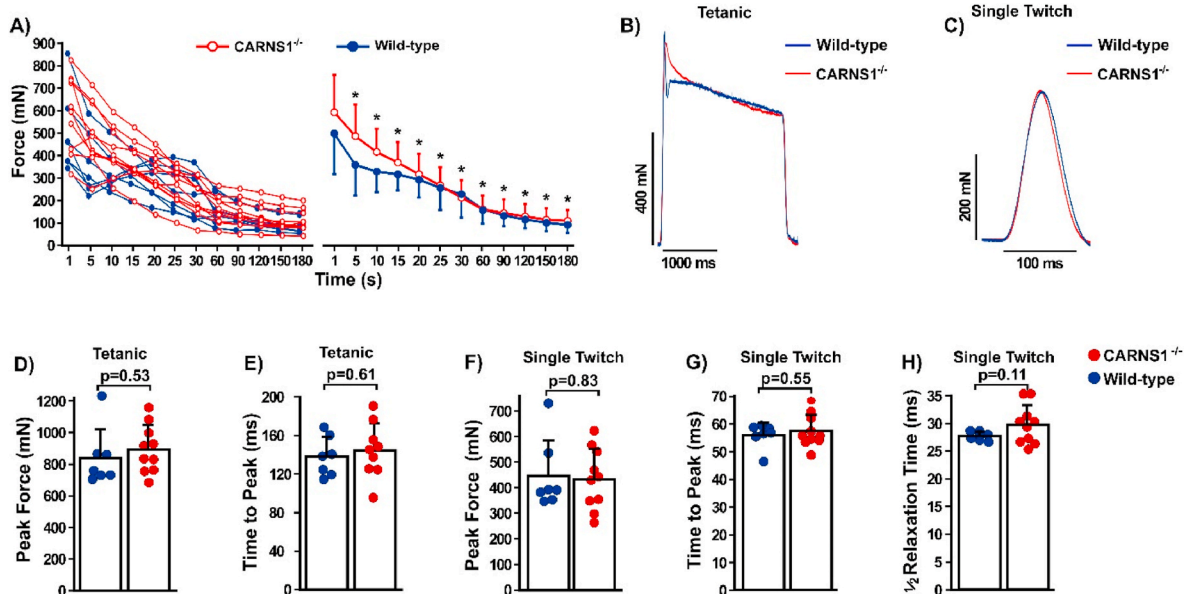 A)
CARNS1-/-
Wild-type
Force (mN)
900
800
700
600
500
400
300
200
100
0
1 5 10 15 20 25 30 60 90 120 150 180
* * * * * * * * * * *
1 5 10 15 20 25 30 60 90 120 150 180
Time (s)
B)
Tetanic
Wild-type
CARNS1-/-
400 mN
1000 ms
C)
Single Twitch
Wild-type
CARNS1-/-
200 mN
100 ms
D)
Tetanic
p=0.53
Peak Force (mN)
1200
1000
800
600
400
200
0
E)
Tetanic
p=0.61
Time to Peak (ms)
200
160
120
80
40
0
F)
Single Twitch
p=0.83
Peak Force (mN)
800
700
600
500
400
300
200
100
0
G)
Single Twitch
p=0.55
Time to Peak (ms)
70
60
50
40
30
20
10
0
H)
Single Twitch
p=0.11
½ Relaxation Time (ms)
35
30
25
20
15
10
5
0
CARNS1-/-
Wild-type